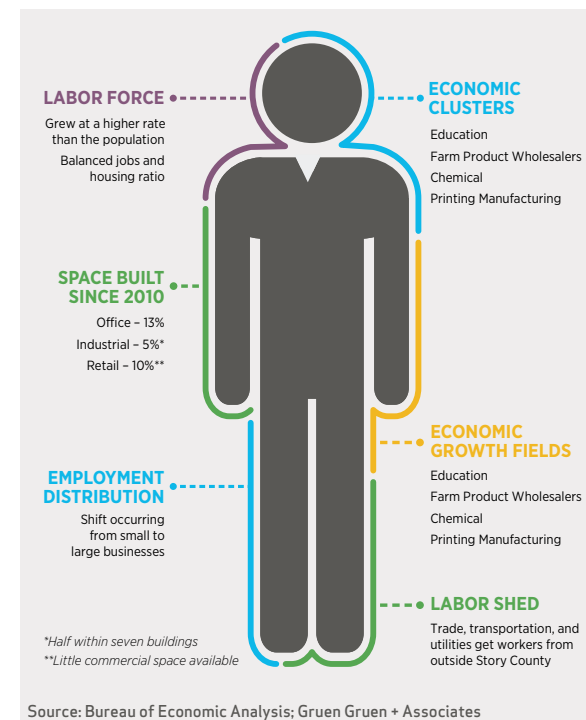 LABOR FORCE
Grew at a higher rate
than the population
Balanced jobs and
housing ratio
ECONOMIC
CLUSTERS
Education
Farm Product Wholesalers
Chemical
Printing Manufacturing
SPACE BUILT
SINCE 2010
Office – 13%
Industrial – 5%*
Retail – 10%**
ECONOMIC
GROWTH FIELDS
Education
Farm Product Wholesalers
Chemical
Printing Manufacturing
EMPLOYMENT
DISTRIBUTION
Shift occurring
from small to
large businesses
LABOR SHED
Trade, transportation, and
utilities get workers from
outside Story County
*Half within seven buildings
**Little commercial space available
Source: Bureau of Economic Analysis; Gruen Gruen + Associates